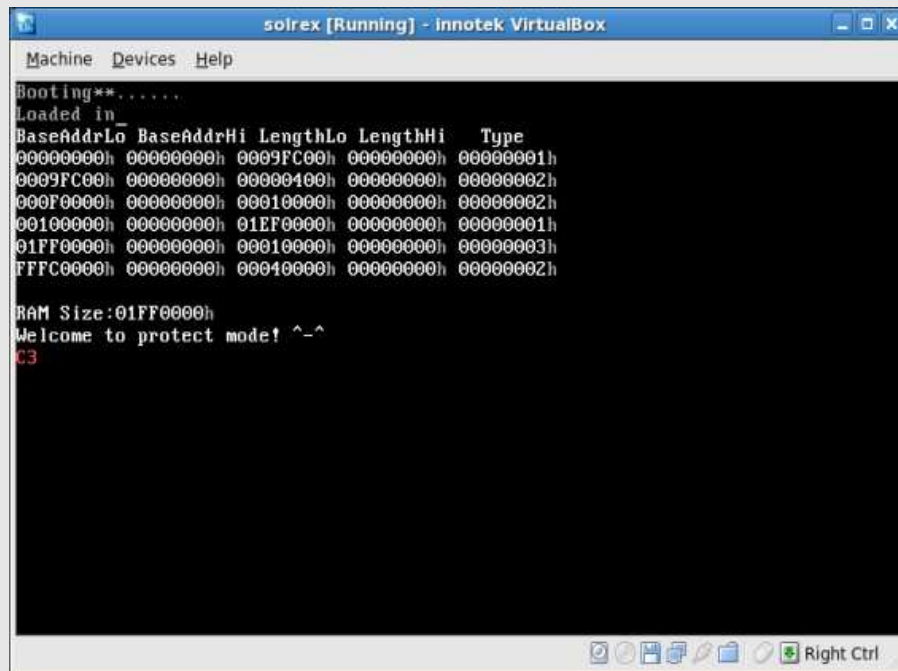 solrex [Running] - innotek VirtualBox
Machine Devices Help
Booting**......
Loaded in_
BaseAddrLo BaseAddrHi LengthLo LengthHi Type
00000000h 00000000h 0009FC00h 00000000h 00000001h
0009FC00h 00000000h 00000400h 00000000h 00000002h
000F0000h 00000000h 00010000h 00000000h 00000002h
00100000h 00000000h 01EF0000h 00000000h 00000001h
01FF0000h 00000000h 00010000h 00000000h 00000003h
FFFC0000h 00000000h 00040000h 00000000h 00000002h
RAM Size:01FF0000h
Welcome to protect mode! ^-^
C3
Right Ctrl